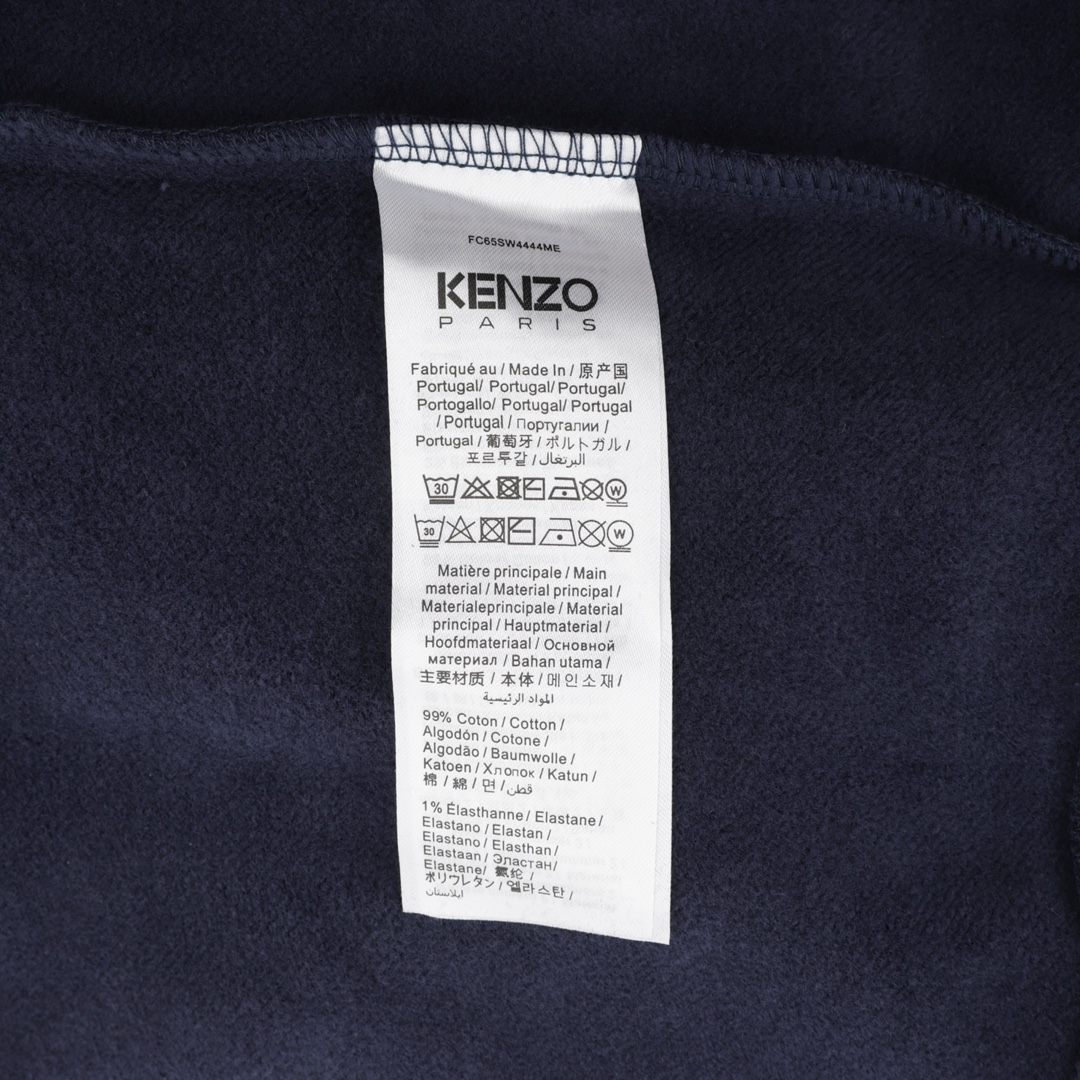 FC65SW4444ME
KENZO
PARIS
Fabriqué au / Made In / 原产国
Portugal/ Portugal/ Portugal/
Portogallo/ Portugal/ Portugal
/ Portugal / Португалии /
Portugal / 葡萄牙 / ポルトガル /
포르투갈 / البرتغال
30 W
30 W
Matière principale / Main
material / Material principal /
Materialeprincipale / Material
principal / Hauptmaterial /
Hoofdmateriaal / Основной
материал / Bahan utama /
主要材质 / 本体 / 메인소재 /
المواد الرئيسية
99% Coton / Cotton /
Algodón / Cotone /
Algodão / Baumwolle /
Katoen / Хлопок / Katun /
棉 / 綿 / 면 / قطن
1% Élasthanne / Elastane /
Elastano / Elastan /
Elastano / Elasthan /
Elastaan / Эластан/
Elastane/ 氨纶 /
ポリウレタン / 엘라스탄 /
ايلاستان